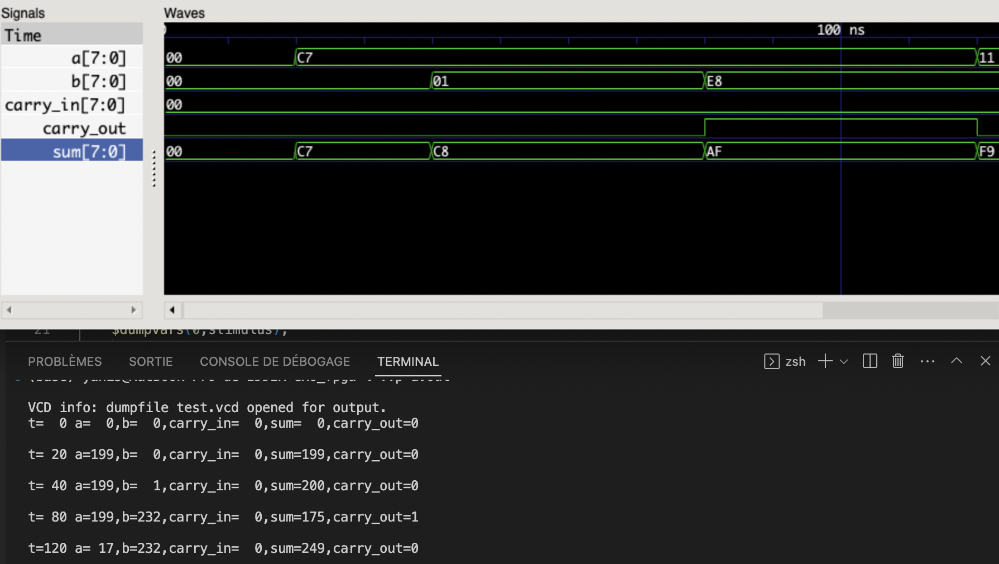 Signals
Waves
Time
100 ns
a[7:0]
00 C7 11
b[7:0]
00 01 E8
carry_in[7:0]
00
carry_out
sum[7:0]
00 C7 C8 AF F9
21 $dumpvars(0,stimulus);
PROBLÈMES SORTIE CONSOLE DE DÉBOGAGE TERMINAL zsh
VCD info: dumpfile test.vcd opened for output.
t=  0 a=  0,b=  0,carry_in=  0,sum=  0,carry_out=0
t= 20 a=199,b=  0,carry_in=  0,sum=199,carry_out=0
t= 40 a=199,b=  1,carry_in=  0,sum=200,carry_out=0
t= 80 a=199,b=232,carry_in=  0,sum=175,carry_out=1
t=120 a= 17,b=232,carry_in=  0,sum=249,carry_out=0